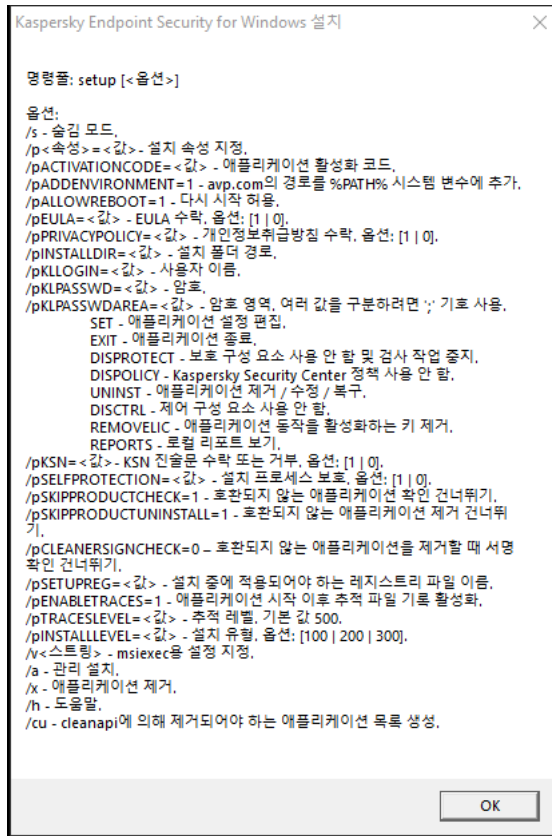 Kaspersky Endpoint Security for Windows 설치
명령줄: setup [<옵션>]
옵션:
/s - 숨김 모드.
/p<속성>=<값>- 설치 속성 지정.
/pACTIVATIONCODE=<값> - 애플리케이션 활성화 코드.
/pADDENVIRONMENT=1 - avp.com의 경로를 %PATH% 시스템 변수에 추가.
/pALLOWREBOOT=1 - 다시 시작 허용.
/pEULA=<값> - EULA 수락. 옵션: [1 | 0].
/pPRIVACYPOLICY=<값> - 개인정보취급방침 수락. 옵션: [1 | 0].
/pINSTALLDIR=<값> - 설치 폴더 경로.
/pKLLOGIN=<값> - 사용자 이름.
/pKLPASSWD=<값> - 암호.
/pKLPASSWDAREA=<값> - 암호 영역. 여러 값을 구분하려면 ';' 기호 사용.
SET - 애플리케이션 설정 편집.
EXIT - 애플리케이션 종료.
DISPROTECT - 보호 구성 요소 사용 안 함 및 검사 작업 중지.
DISPOLICY - Kaspersky Security Center 정책 사용 안 함.
UNINST - 애플리케이션 제거 / 수정 / 복구.
DISCTRL - 제어 구성 요소 사용 안 함.
REMOVELIC - 애플리케이션 동작을 활성화하는 키 제거.
REPORTS - 로컬 리포트 보기.
/pKSN=<값>- KSN 진술문 수락 또는 거부. 옵션: [1 | 0].
/pSELFPROTECTION=<값> - 설치 프로세스 보호. 옵션: [1 | 0].
/pSKIPPRODUCTCHECK=1 - 호환되지 않는 애플리케이션 확인 건너뛰기.
/pSKIPPRODUCTUNINSTALL=1 - 호환되지 않는 애플리케이션 제거 건너뛰
기.
/pCLEANERSIGNCHECK=0 – 호환되지 않는 애플리케이션을 제거할 때 서명
확인 건너뛰기.
/pSETUPREG=<값> - 설치 중에 적용되어야 하는 레지스트리 파일 이름.
/pENABLETRACES=1 - 애플리케이션 시작 이후 추적 파일 기록 활성화.
/pTRACESLEVEL=<값> - 추적 레벨. 기본 값 500.
/pINSTALLLEVEL=<값> - 설치 유형. 옵션: [100 | 200 | 300].
/v<스트링> - msiexec용 설정 지정.
/a - 관리 설치.
/x - 애플리케이션 제거.
/h - 도움말.
/cu - cleanapi에 의해 제거되어야 하는 애플리케이션 목록 생성.
OK